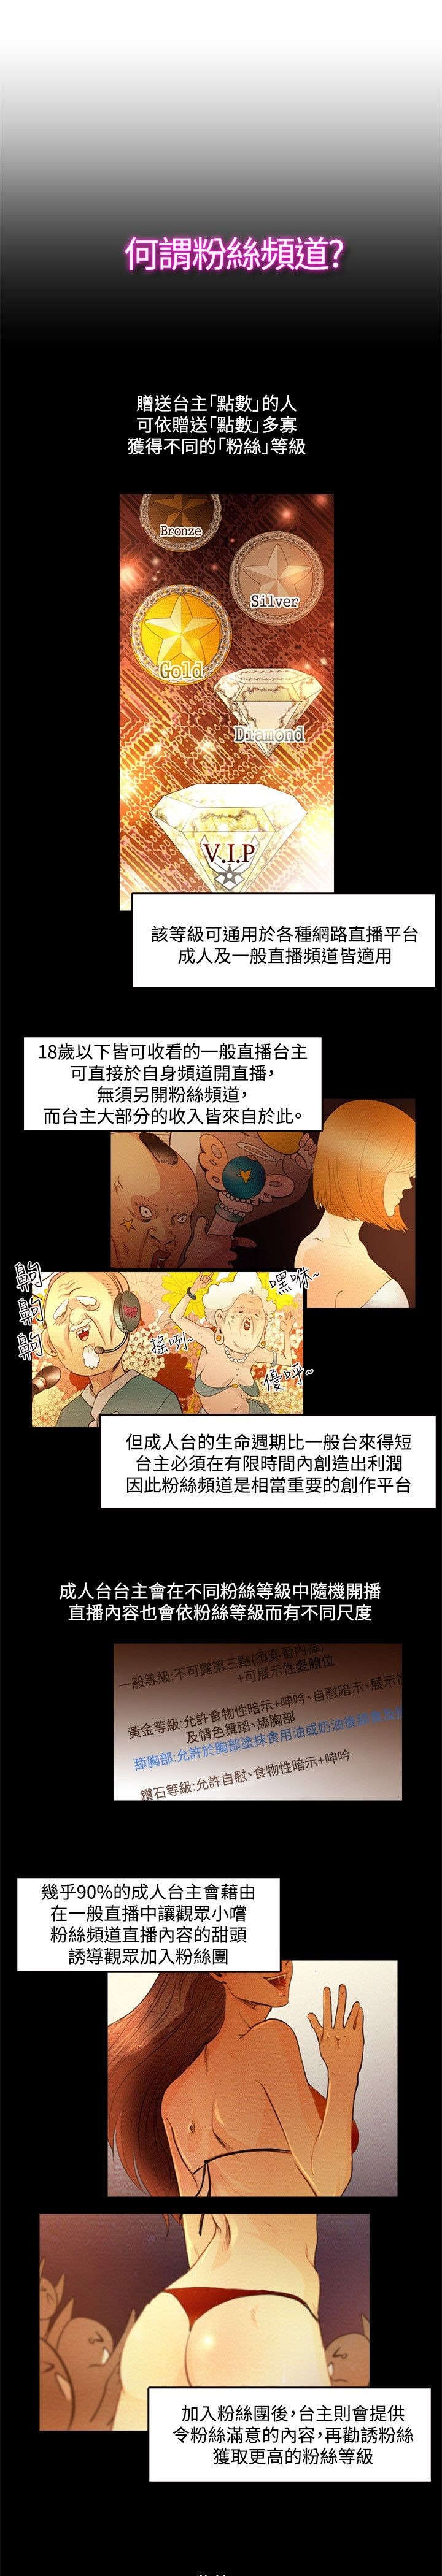 何謂粉絲頻道?
贈送台主「點數」的人
可依贈送「點數」多寡
獲得不同的「粉絲」等級
Bronze
Silver
Gold
Diamond
V.I.P
該等級可通用於各種網路直播平台
成人及一般直播頻道皆適用
18歲以下皆可收看的一般直播台主
可直接於自身頻道開直播,
無須另開粉絲頻道,
而台主大部分的收入皆來自於此。
齁
齁
齁
嘿咻~
搖咧~
優呼~
但成人台的生命週期比一般台來得短
台主必須在有限時間內創造出利潤
因此粉絲頻道是相當重要的創作平台
成人台台主會在不同粉絲等級中隨機開播
直播內容也會依粉絲等級而有不同尺度
一般等級:不可露第三點(須穿著內褲)
+可展示性愛體位
黃金等級:允許食物性暗示+呻吟、自慰暗示、展示性
及情色舞蹈、舔胸部
舔胸部:允許於胸部塗抹食用油或奶油後
鑽石等級:允許自慰、食物性暗示+呻吟
幾乎90%的成人台主會藉由
在一般直播中讓觀眾小嚐
粉絲頻道直播內容的甜頭
誘導觀眾加入粉絲團
加入粉絲團後,台主則會提供
令粉絲滿意的內容,再勸誘粉絲
獲取更高的粉絲等級